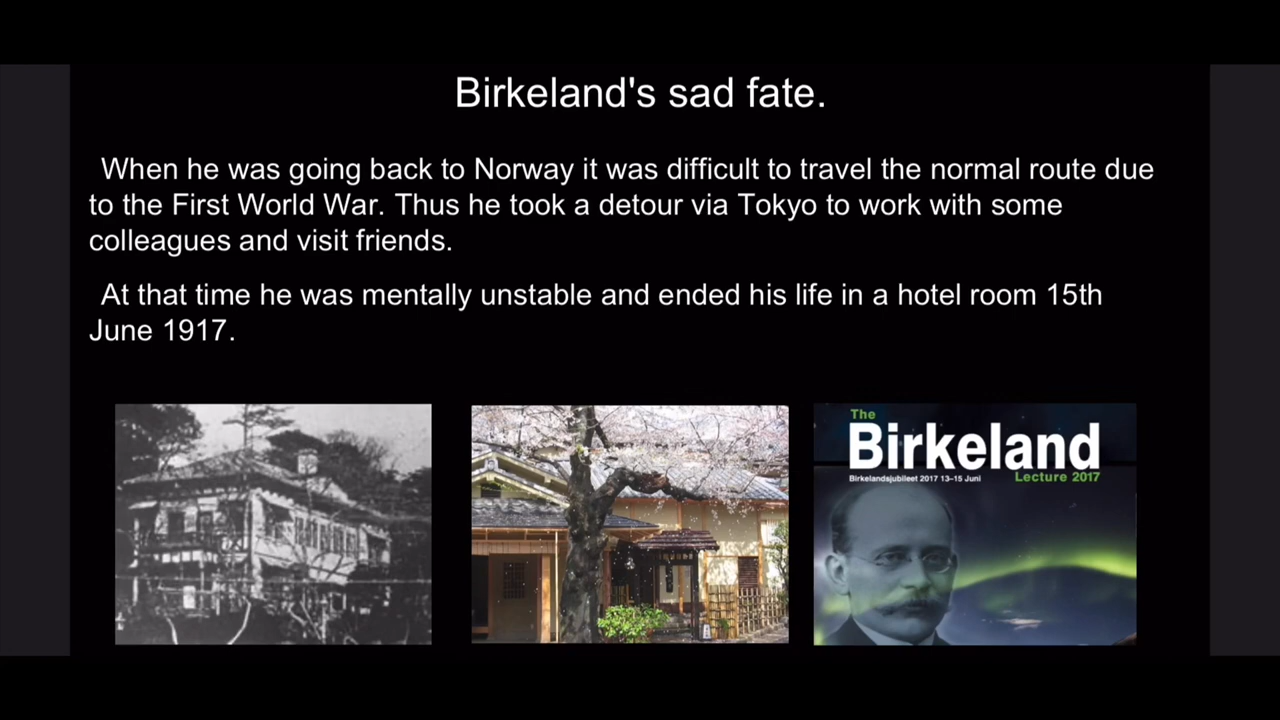 Birkeland's sad fate.
When he was going back to Norway it was difficult to travel the normal route due
to the First World War. Thus he took a detour via Tokyo to work with some
colleagues and visit friends.
At that time he was mentally unstable and ended his life in a hotel room 15th
June 1917.
The
Birkeland
Birkelandsjubileet 2017 13–15 Juni
Lecture 2017